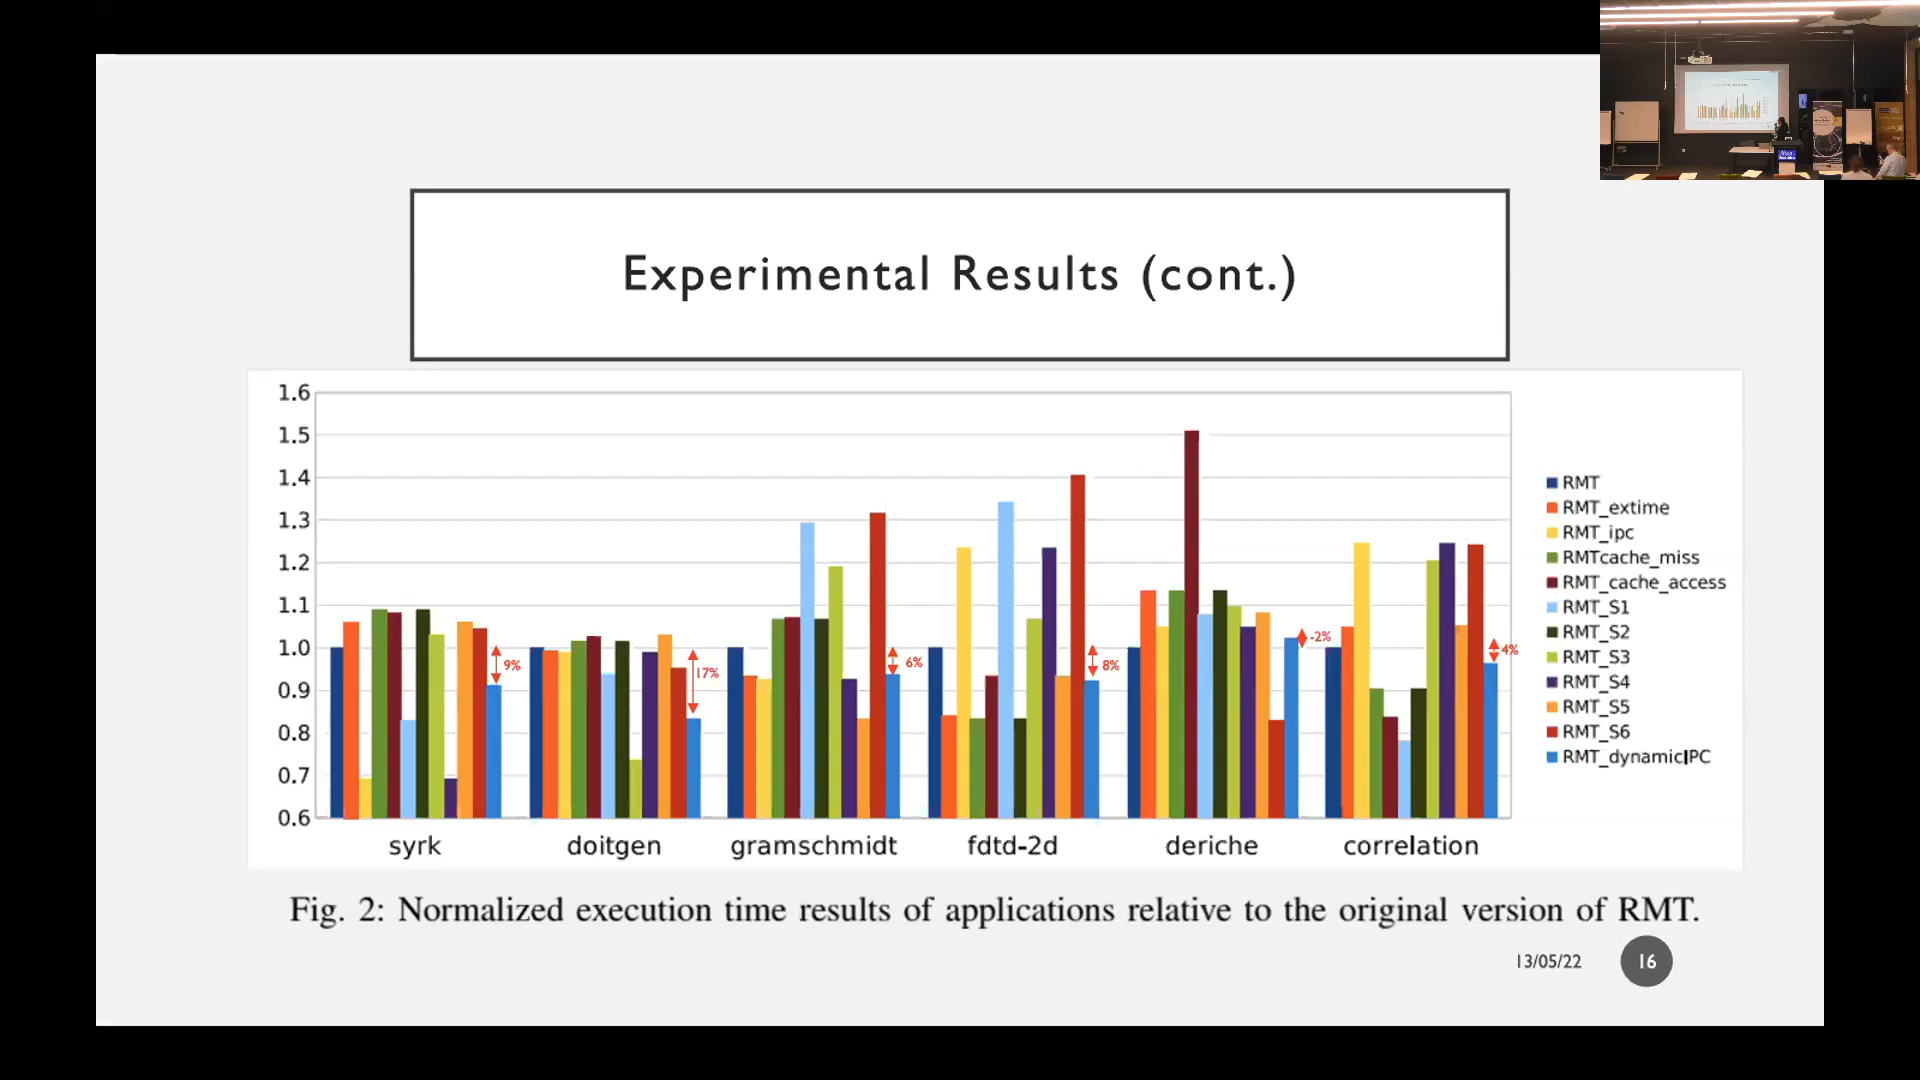 Experimental Results (cont.)
1.6
1.5
1.4
1.3
1.2
1.1
1.0
0.9
0.8
0.7
0.6
9%
17%
6%
8%
-2%
4%
syrk
doitgen
gramschmidt
fdtd-2d
deriche
correlation
RMT
RMT_extime
RMT_ipc
RMTcache_miss
RMT_cache_access
RMT_S1
RMT_S2
RMT_S3
RMT_S4
RMT_S5
RMT_S6
RMT_dynamicIPC
Fig. 2: Normalized execution time results of applications relative to the original version of RMT.
13/05/22
16